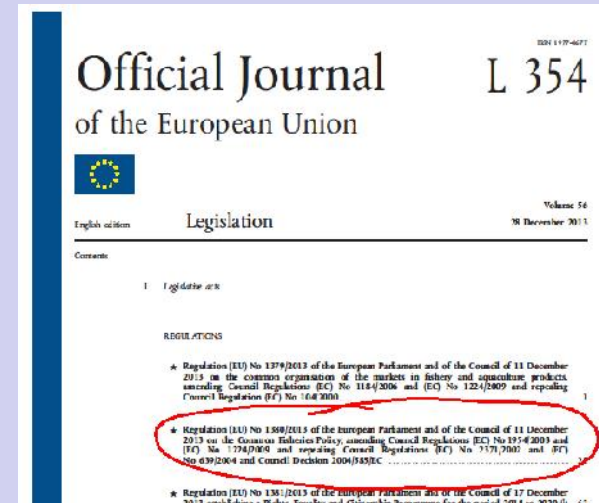 ISSN 1977-0677
Official Journal
L 354
of the European Union
Volume 56
English edition
Legislation
28 December 2013
Contents
I Legislative acts
REGULATIONS
★ Regulation (EU) No 1379/2013 of the European Parliament and of the Council of 11 December
2013 on the common organisation of the markets in fishery and aquaculture products,
amending Council Regulations (EC) No 1184/2006 and (EC) No 1224/2009 and repealing
Council Regulation (EC) No 104/2000 1
★ Regulation (EU) No 1380/2013 of the European Parliament and of the Council of 11 December
2013 on the Common Fisheries Policy, amending Council Regulations (EC) No 1954/2003 and
(EC) No 1224/2009 and repealing Council Regulations (EC) No 2371/2002 and (EC)
No 639/2004 and Council Decision 2004/585/EC
★ Regulation (EU) No 1381/2013 of the European Parliament and of the Council of 17 December